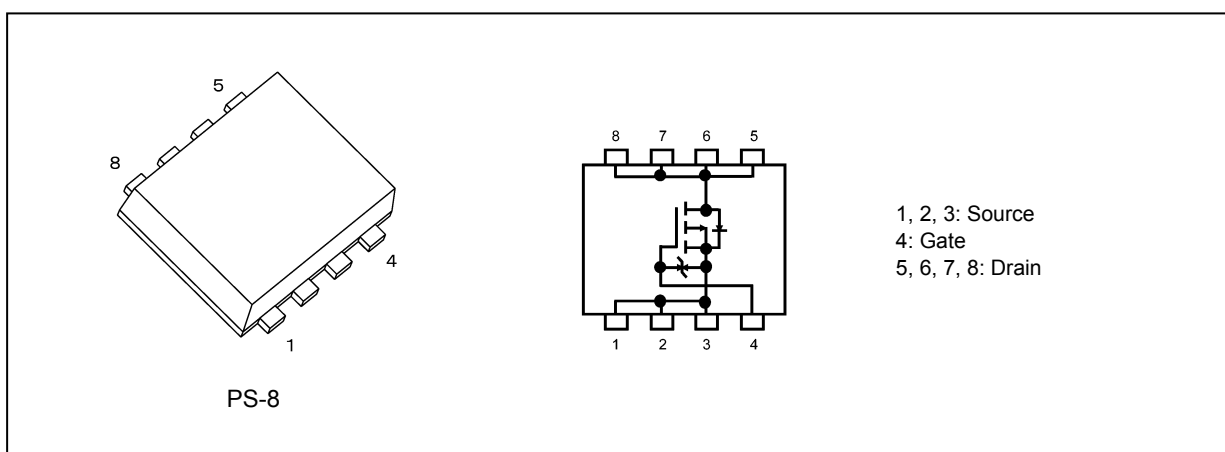 5
8
4
1
PS-8
8 7 6 5
1 2 3 4
1, 2, 3: Source
4: Gate
5, 6, 7, 8: Drain